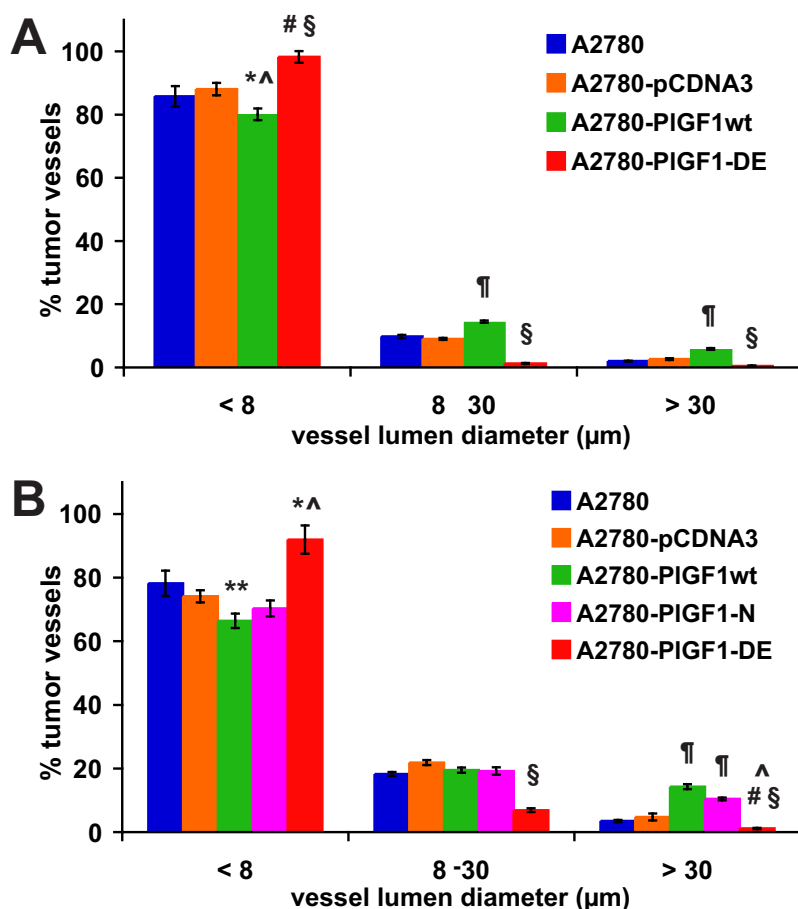 A
# §
*^
100
80
60
40
20
0
% tumor vessels
A2780
A2780-pCDNA3
A2780-PlGF1wt
A2780-PlGF1-DE
¶
§
¶
§
< 8
8 30
> 30
vessel lumen diameter (µm)
B
*^
**
100
80
60
40
20
0
% tumor vessels
A2780
A2780-pCDNA3
A2780-PlGF1wt
A2780-PlGF1-N
A2780-PlGF1-DE
§
¶
¶
^
# §
< 8
8 -30
> 30
vessel lumen diameter (µm)